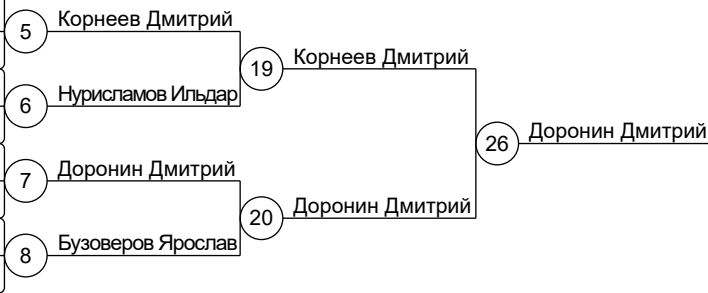 5 Корнеев Дмитрий
19 Корнеев Дмитрий
6 Нурисламов Ильдар
26 Доронин Дмитрий
7 Доронин Дмитрий
20 Доронин Дмитрий
8 Бузоверов Ярослав